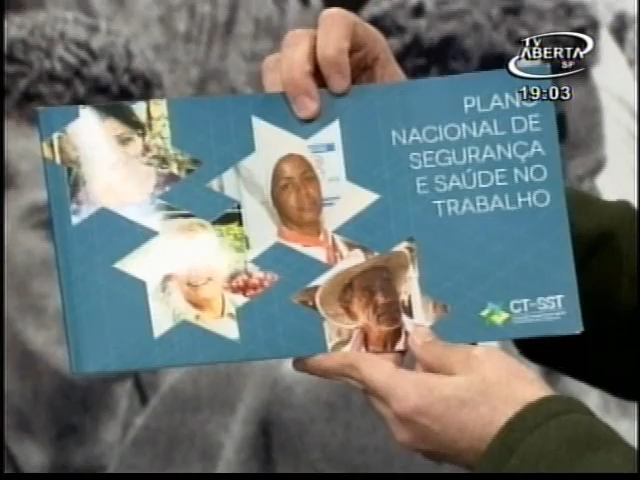 TV
ABERTA
SP
19:03
PLANO
NACIONAL DE
SEGURANÇA
E SAÚDE NO
TRABALHO
CT SST